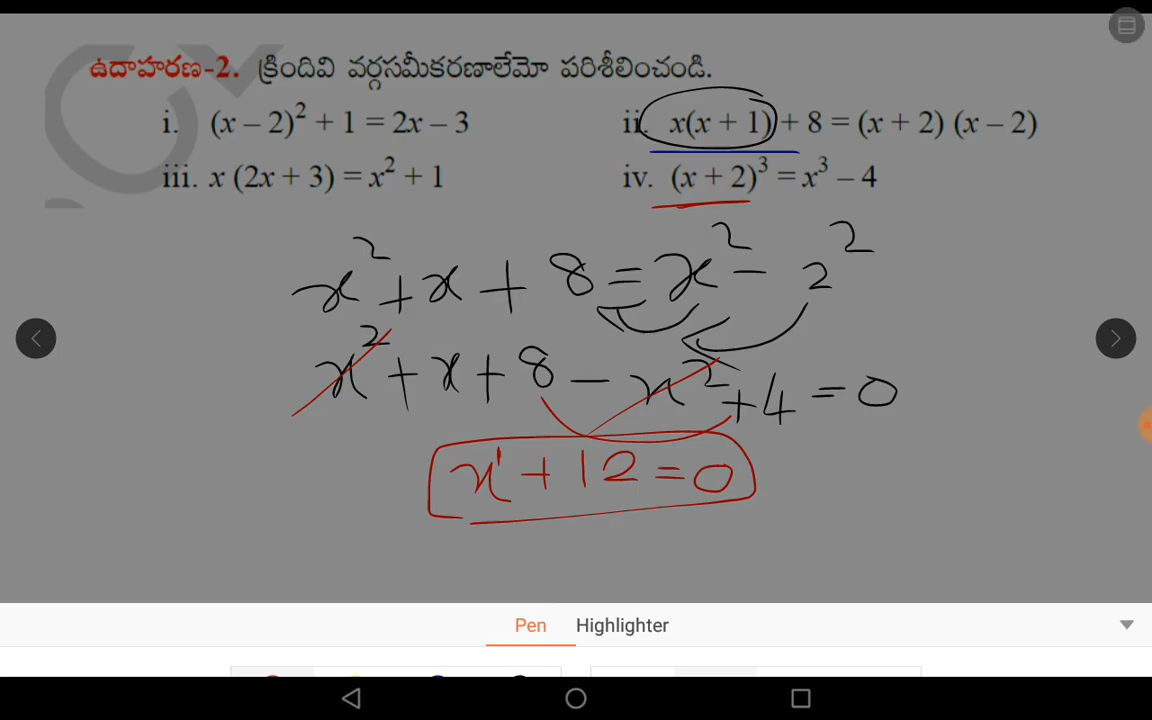 ఉదాహరణ-2. క్రిందివి వర్గసమీకరణాలేమో పరిశీలించండి.
i. (x – 2)² + 1 = 2x – 3 ii. x(x + 1) + 8 = (x + 2) (x – 2)
iii. x (2x + 3) = x² + 1 iv. (x + 2)³ = x³ – 4
x² + x + 8 = x² – 2²
x² + x + 8 – x² + 4 = 0
x¹ + 12 = 0
Pen Highlighter